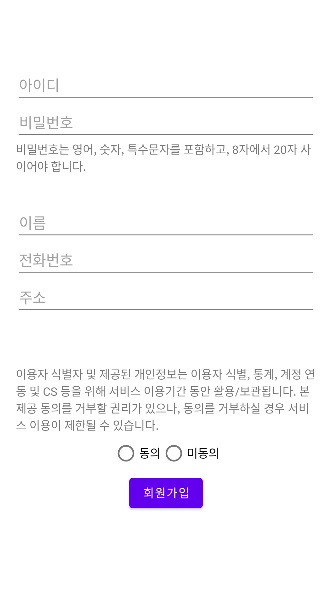 아이디
비밀번호
비밀번호는 영어, 숫자, 특수문자를 포함하고, 8자에서 20자 사
이어야 합니다.
이름
전화번호
주소
이용자 식별자 및 제공된 개인정보는 이용자 식별, 통계, 계정 연
동 및 CS 등을 위해 서비스 이용기간 동안 활용/보관됩니다. 본
제공 동의를 거부할 권리가 있으나, 동의를 거부하실 경우 서비
스 이용이 제한될 수 있습니다.
동의 미동의
회원가입